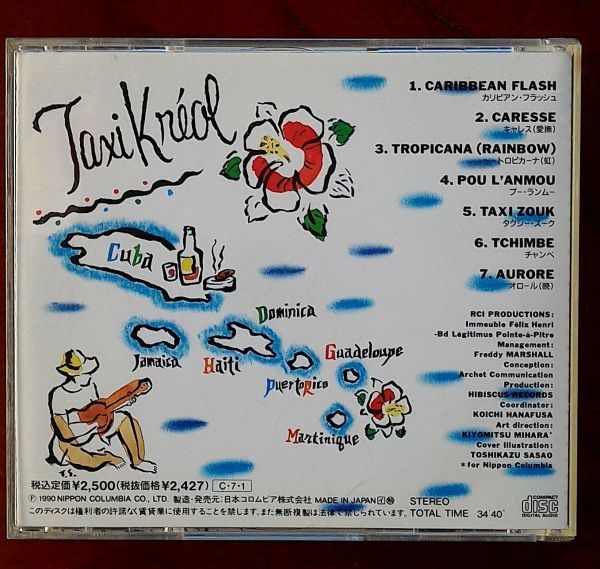 Taxi Kréol
1. CARIBBEAN FLASH
カリビアン・フラッシュ
2. CARESSE
キャレス(愛撫)
3. TROPICANA (RAINBOW)
トロピカーナ(虹)
4. POU L'ANMOU
プー・ランムー
5. TAXI ZOUK
タクシー・ズーク
6. TCHIMBE
チャンベ
7. AURORE
オロール(暁)
Cuba
Dominica
Jamaica
Haiti
Guadeloupe
Puerto Rico
Martinique
T.S.
RCI PRODUCTIONS:
Immeuble Félix Henri
-Bd Légitimus Pointe-à-Pitre
Management:
Freddy MARSHALL
Conception:
Archet Communication
Production:
HIBISCUS RECORDS
Coordinator:
KOICHI HANAFUSA
Art direction:
KIYOMITSU MIHARA*
Cover Illustration:
TOSHIKAZU SASAO
*for Nippon Columbia
税込定価¥2,500(税抜価格¥2,427) C・7・1
Ⓟ 1990 NIPPON COLUMBIA CO., LTD. 製造・発売元:日本コロムビア株式会社 MADE IN JAPAN STEREO
このディスクは権利者の許諾なく賃貸業に使用することを禁じます。また無断複製は法律で禁じられています。 TOTAL TIME 34'40"
COMPACT
disc
DIGITAL AUDIO